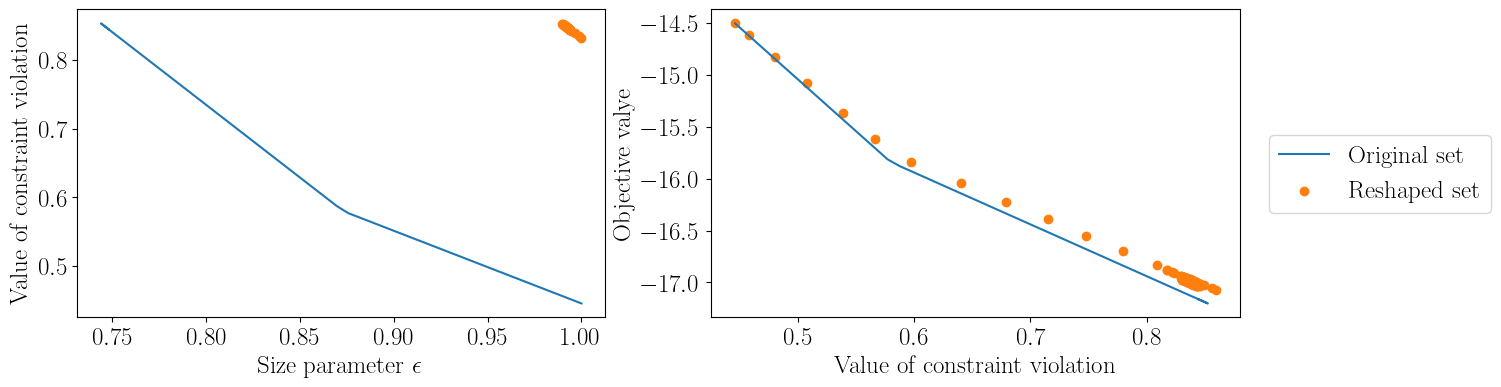 Value of constraint violation
0.8
0.7
0.6
0.5
0.75 0.80 0.85 0.90 0.95 1.00
Size parameter ϵ
Objective valye
−14.5
−15.0
−15.5
−16.0
−16.5
−17.0
0.5 0.6 0.7 0.8
Value of constraint violation
Original set
Reshaped set